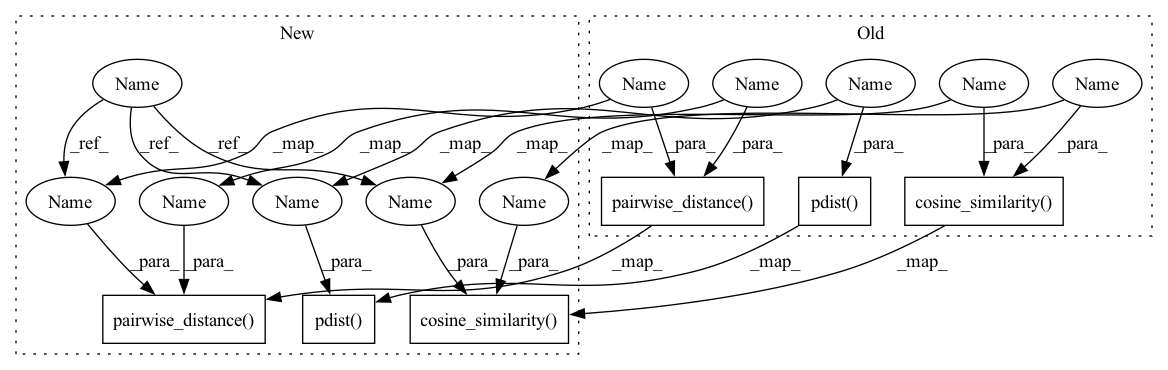 New
Old
Name
Name
Name
Name
Name
Name
_ref_
_ref_
_ref_
_map_
_map_
_map_
_map_
_map_
_para_
_para_
_para_
_para_
_para_
Name
Name
Name
Name
Name
pairwise_distance()
pdist()
cosine_similarity()
_para_
_para_
_para_
_para_
_para_
_map_
_map_
_map_
pairwise_distance()
pdist()
cosine_similarity()